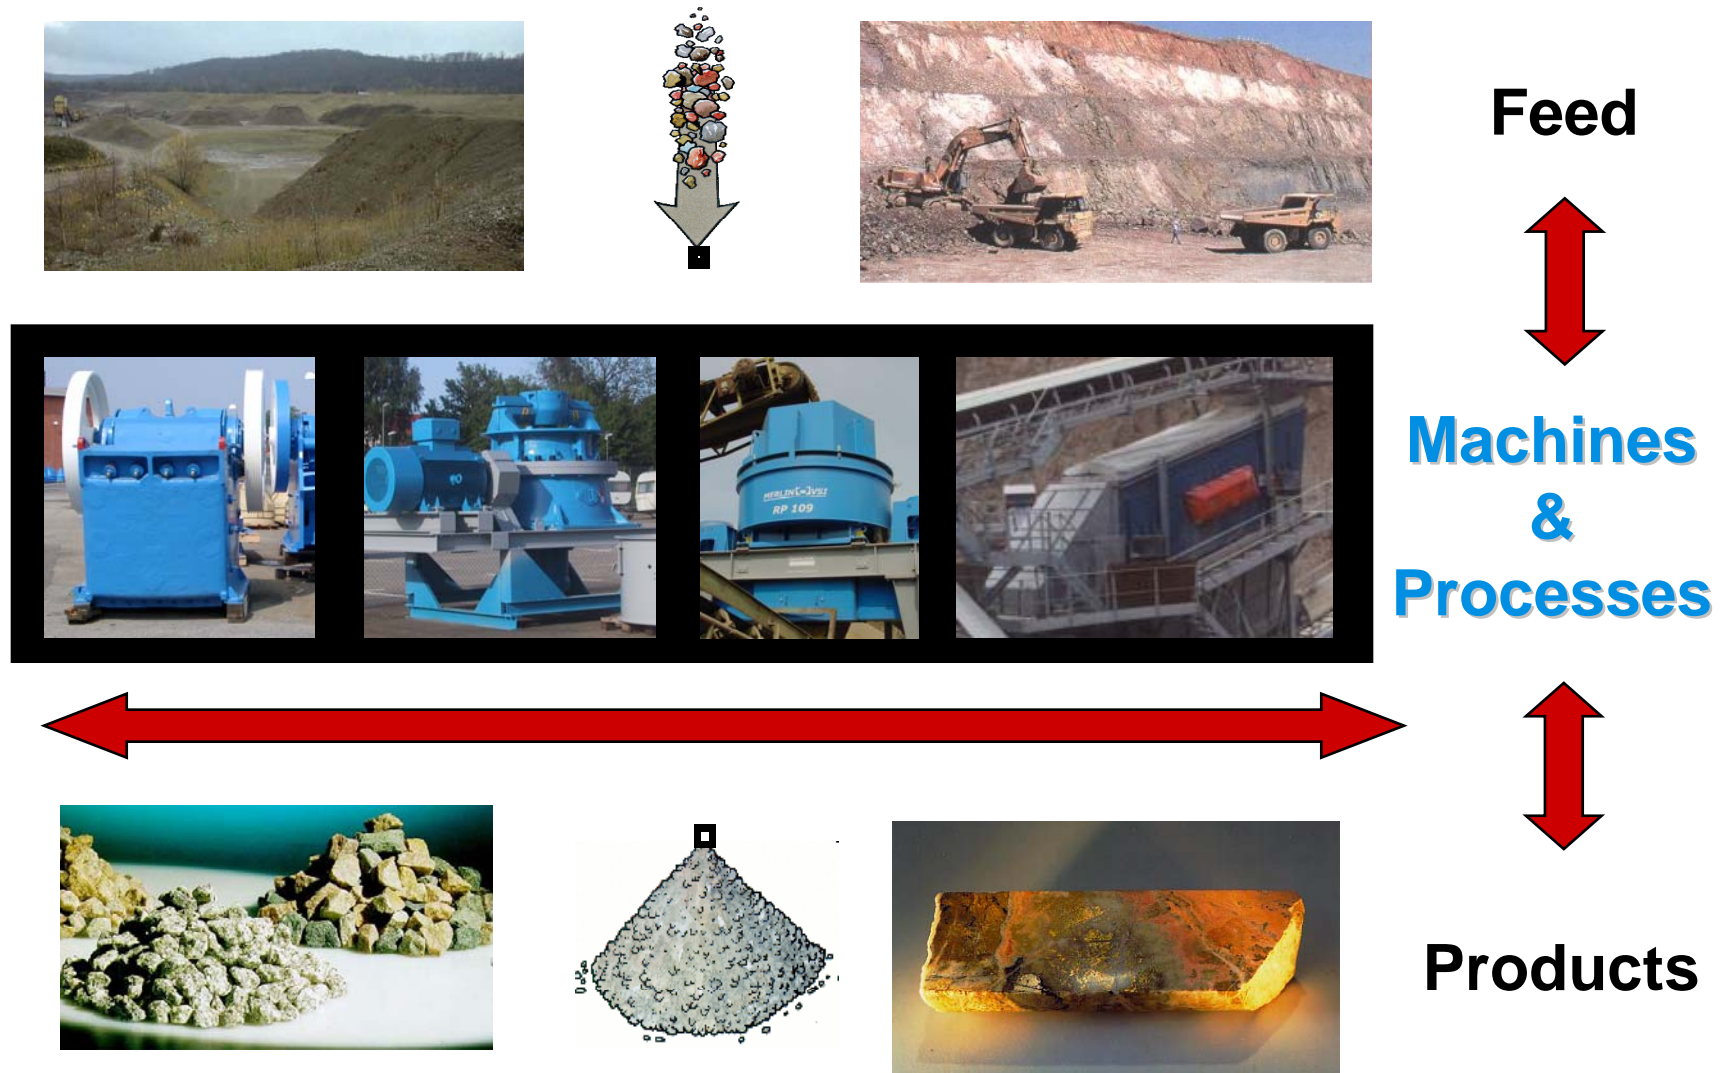 Feed
Machines
&
Processes
MERLIN VSI
RP 109
Products